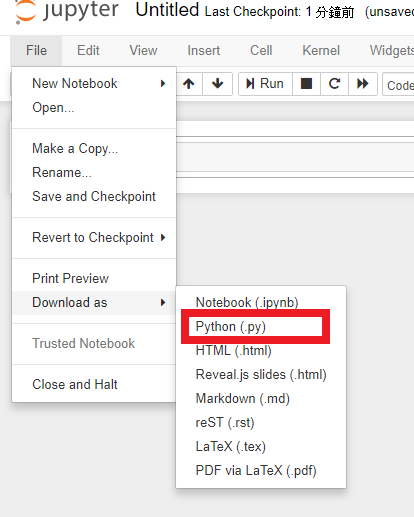 jupyter Untitled Last Checkpoint: 1 分鐘前 (unsaved
File Edit View Insert Cell Kernel Widgets
Run Code
New Notebook
Open...
Make a Copy...
Rename...
Save and Checkpoint
Revert to Checkpoint
Print Preview
Download as
Trusted Notebook
Close and Halt
Notebook (.ipynb)
Python (.py)
HTML (.html)
Reveal.js slides (.html)
Markdown (.md)
reST (.rst)
LaTeX (.tex)
PDF via LaTeX (.pdf)